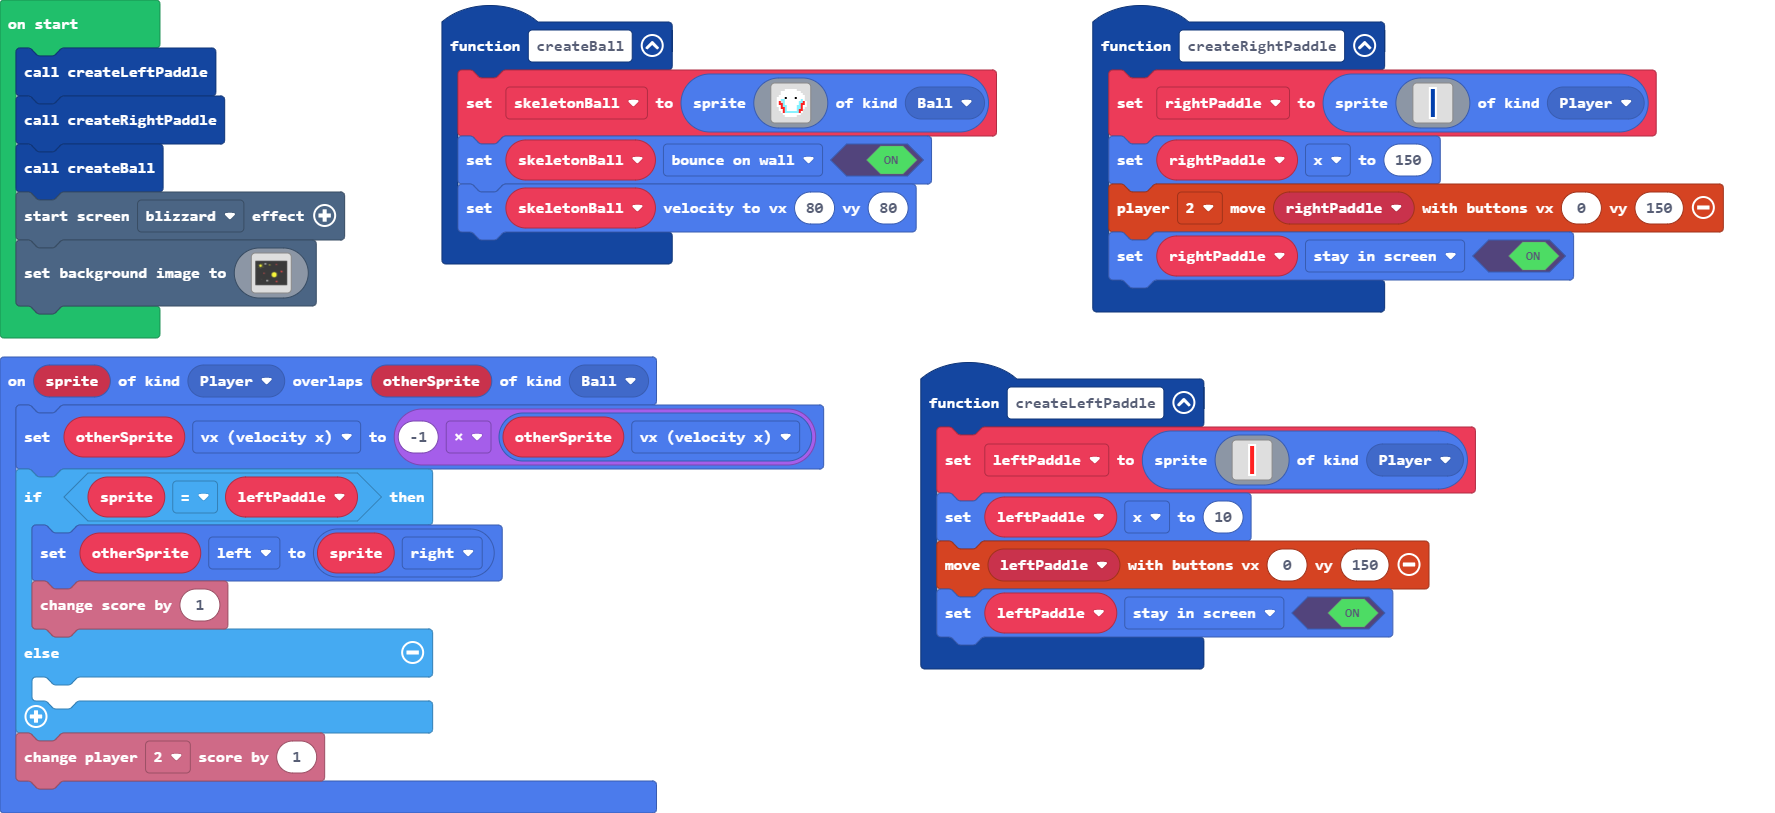 on start
call createLeftPaddle
call createRightPaddle
call createBall
start screen blizzard effect
set background image to
function createBall
set skeletonBall to sprite of kind Ball
set skeletonBall bounce on wall ON
set skeletonBall velocity to vx 80 vy 80
function createRightPaddle
set rightPaddle to sprite of kind Player
set rightPaddle x to 150
player 2 move rightPaddle with buttons vx 0 vy 150
set rightPaddle stay in screen ON
on sprite of kind Player overlaps otherSprite of kind Ball
set otherSprite vx (velocity x) to -1 × otherSprite vx (velocity x)
if sprite = leftPaddle then
set otherSprite left to sprite right
change score by 1
else
change player 2 score by 1
function createLeftPaddle
set leftPaddle to sprite of kind Player
set leftPaddle x to 10
move leftPaddle with buttons vx 0 vy 150
set leftPaddle stay in screen ON